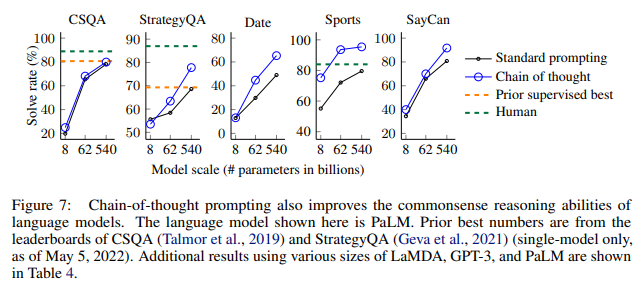 CSQA
StrategyQA
Date
Sports
SayCan
Solve rate (%)
100
80
60
40
20
90
80
70
60
50
80
60
40
20
0
100
80
60
40
100
80
60
40
20
8 62 540
8 62 540
8 62 540
8 62 540
8 62 540
Model scale (# parameters in billions)
Standard prompting
Chain of thought
Prior supervised best
Human
Figure 7: Chain-of-thought prompting also improves the commonsense reasoning abilities of
language models. The language model shown here is PaLM. Prior best numbers are from the
leaderboards of CSQA (Talmor et al., 2019) and StrategyQA (Geva et al., 2021) (single-model only,
as of May 5, 2022). Additional results using various sizes of LaMDA, GPT-3, and PaLM are shown
in Table 4.